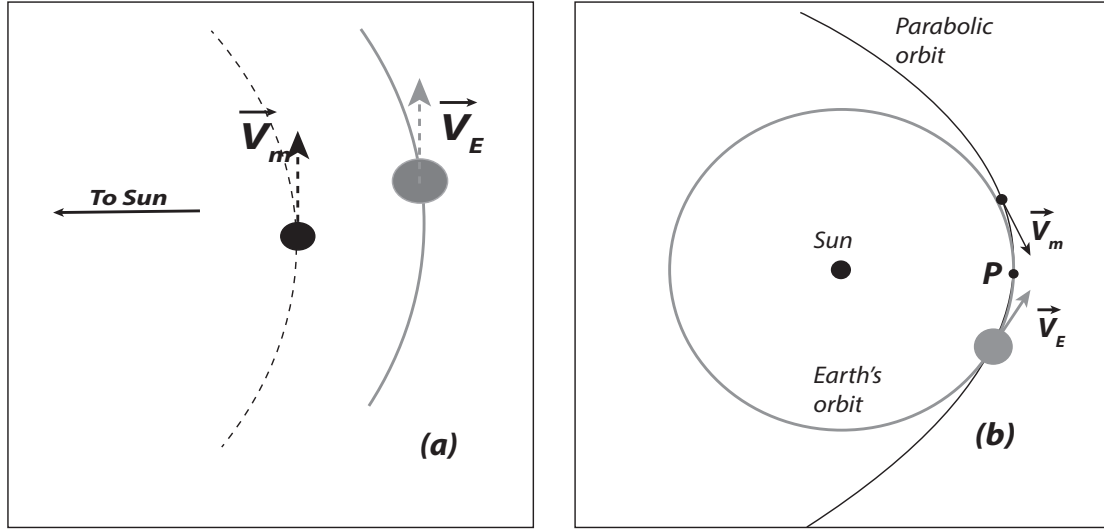 V_m
V_E
To Sun
(a)
Parabolic
orbit
Sun
V_m
P
V_E
Earth's
orbit
(b)